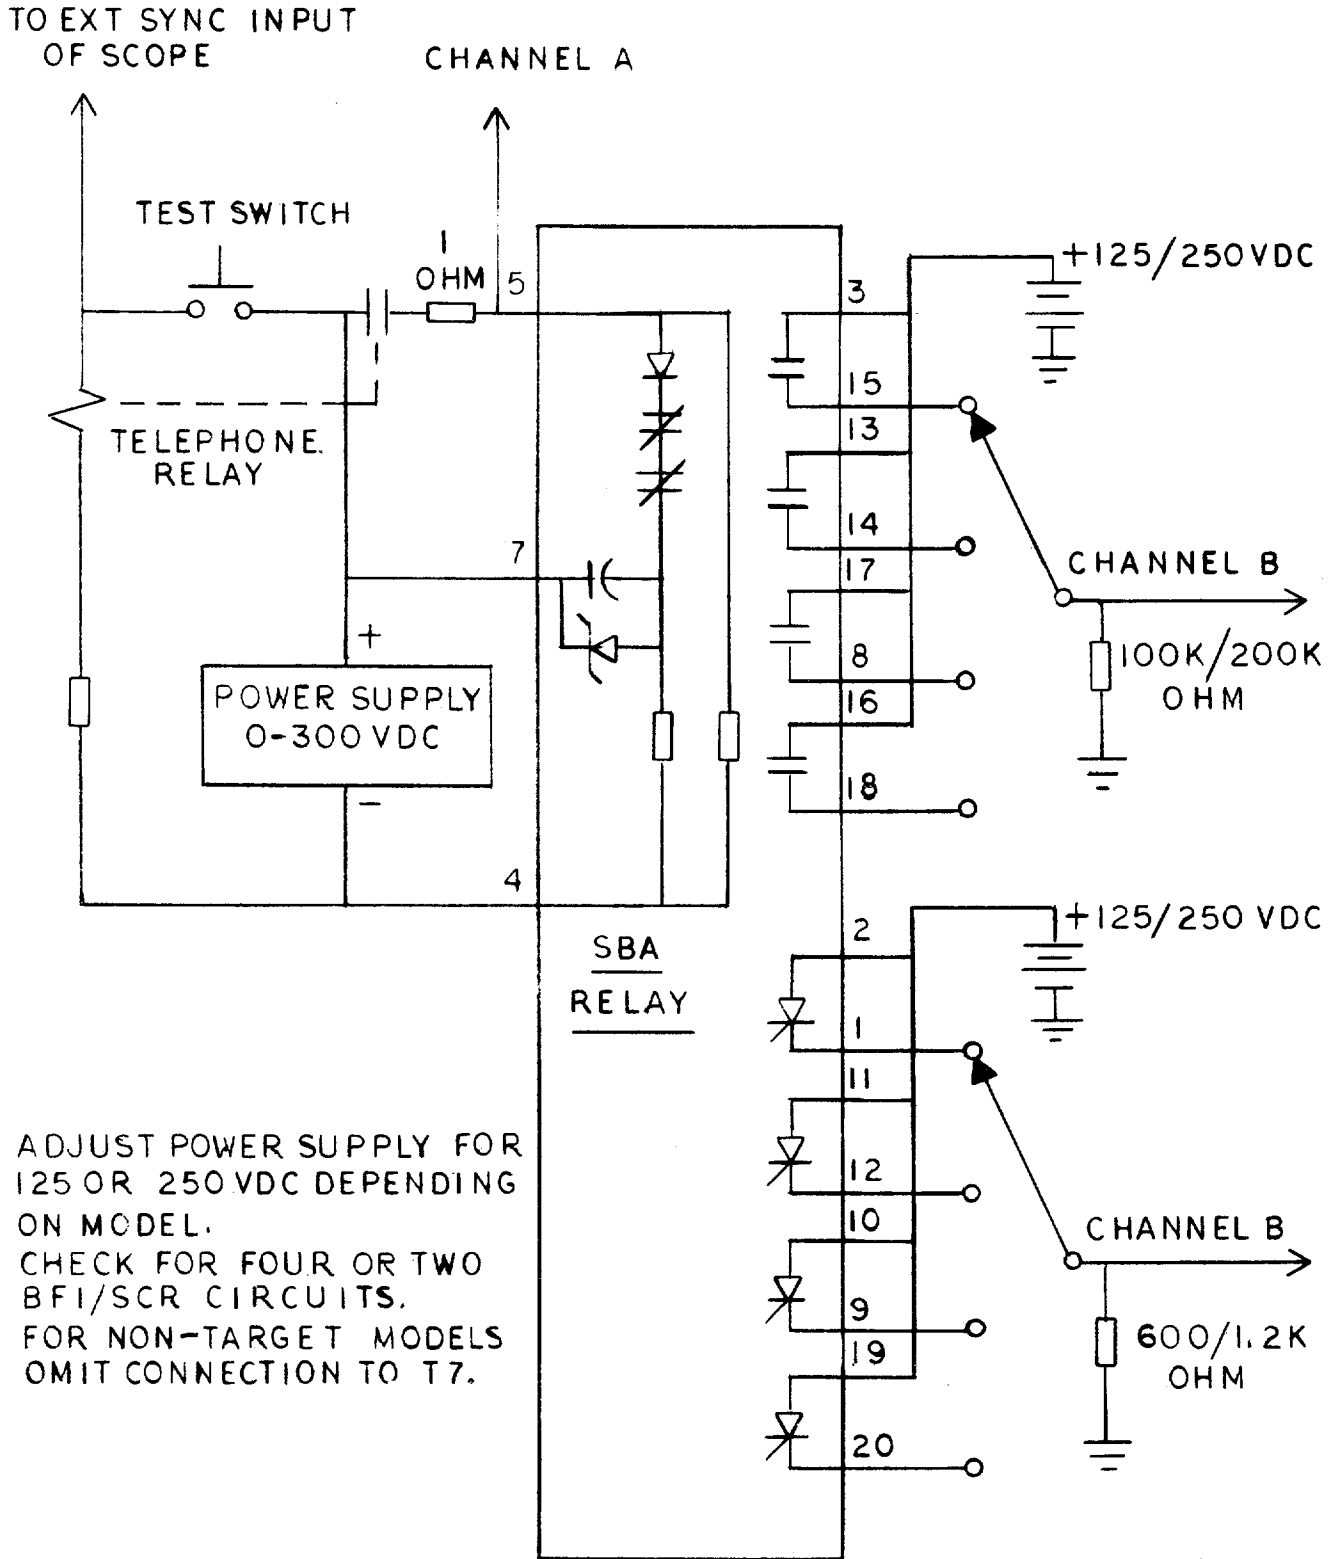 TO EXT SYNC INPUT
OF SCOPE
CHANNEL A
TEST SWITCH
1
OHM
5
3
+125/250VDC
15
13
TELEPHONE
RELAY
14
7
17
CHANNEL B
+
8
100K/200K
OHM
POWER SUPPLY
0-300VDC
16
-
18
4
2
+125/250 VDC
SBA
RELAY
1
11
ADJUST POWER SUPPLY FOR
125 OR 250 VDC DEPENDING
ON MODEL.
CHECK FOR FOUR OR TWO
BFI/SCR CIRCUITS.
FOR NON-TARGET MODELS
OMIT CONNECTION TO T7.
12
10
CHANNEL B
9
600/1.2K
OHM
19
20